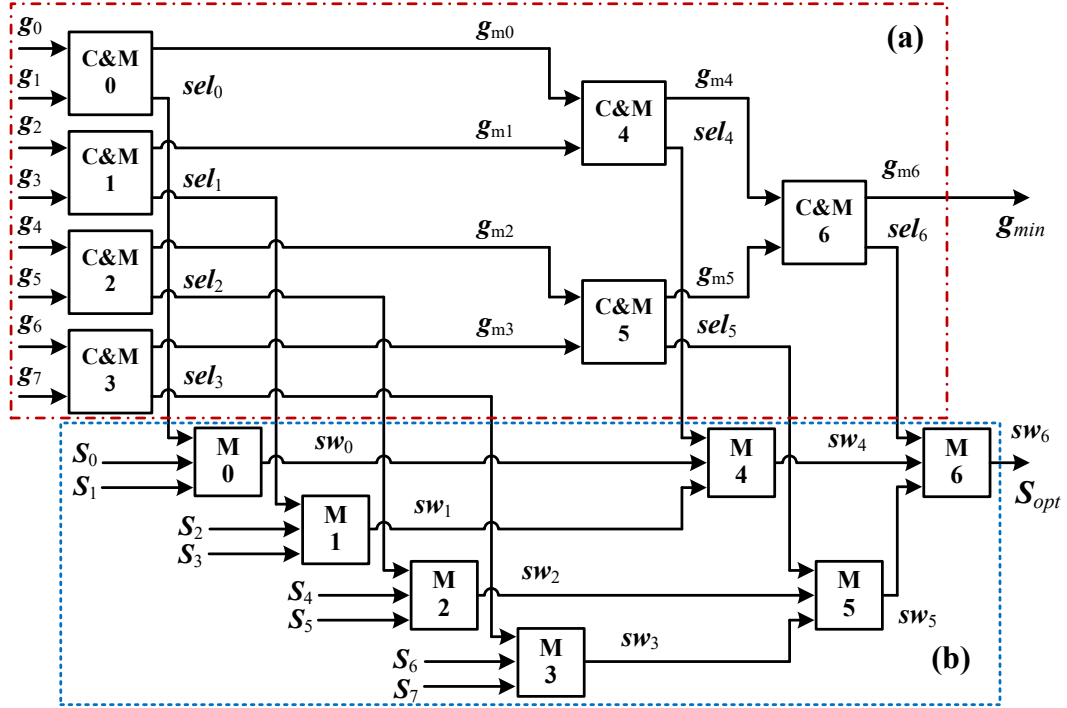 (a)
g0
g1
C&M 0
gm0
sel0
g2
g3
C&M 1
gm1
sel1
C&M 4
gm4
sel4
g4
g5
C&M 2
gm2
sel2
C&M 6
gm6
sel6
gmin
g6
g7
C&M 3
gm3
sel3
C&M 5
gm5
sel5
S0
S1
M 0
sw0
M 4
sw4
M 6
sw6
Sopt
S2
S3
M 1
sw1
S4
S5
M 2
sw2
M 5
sw5
S6
S7
M 3
sw3
(b)